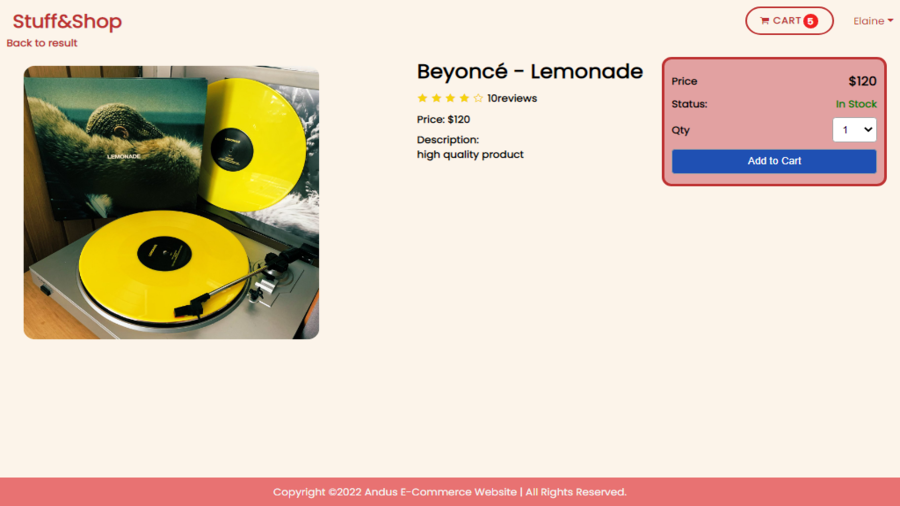 Stuff&Shop
CART 5
Elaine
Back to result
LEMONADE
Beyoncé - Lemonade
10reviews
Price: $120
Description:
high quality product
Price $120
Status: In Stock
Qty 1
Add to Cart
Copyright ©2022 Andus E-Commerce Website | All Rights Reserved.